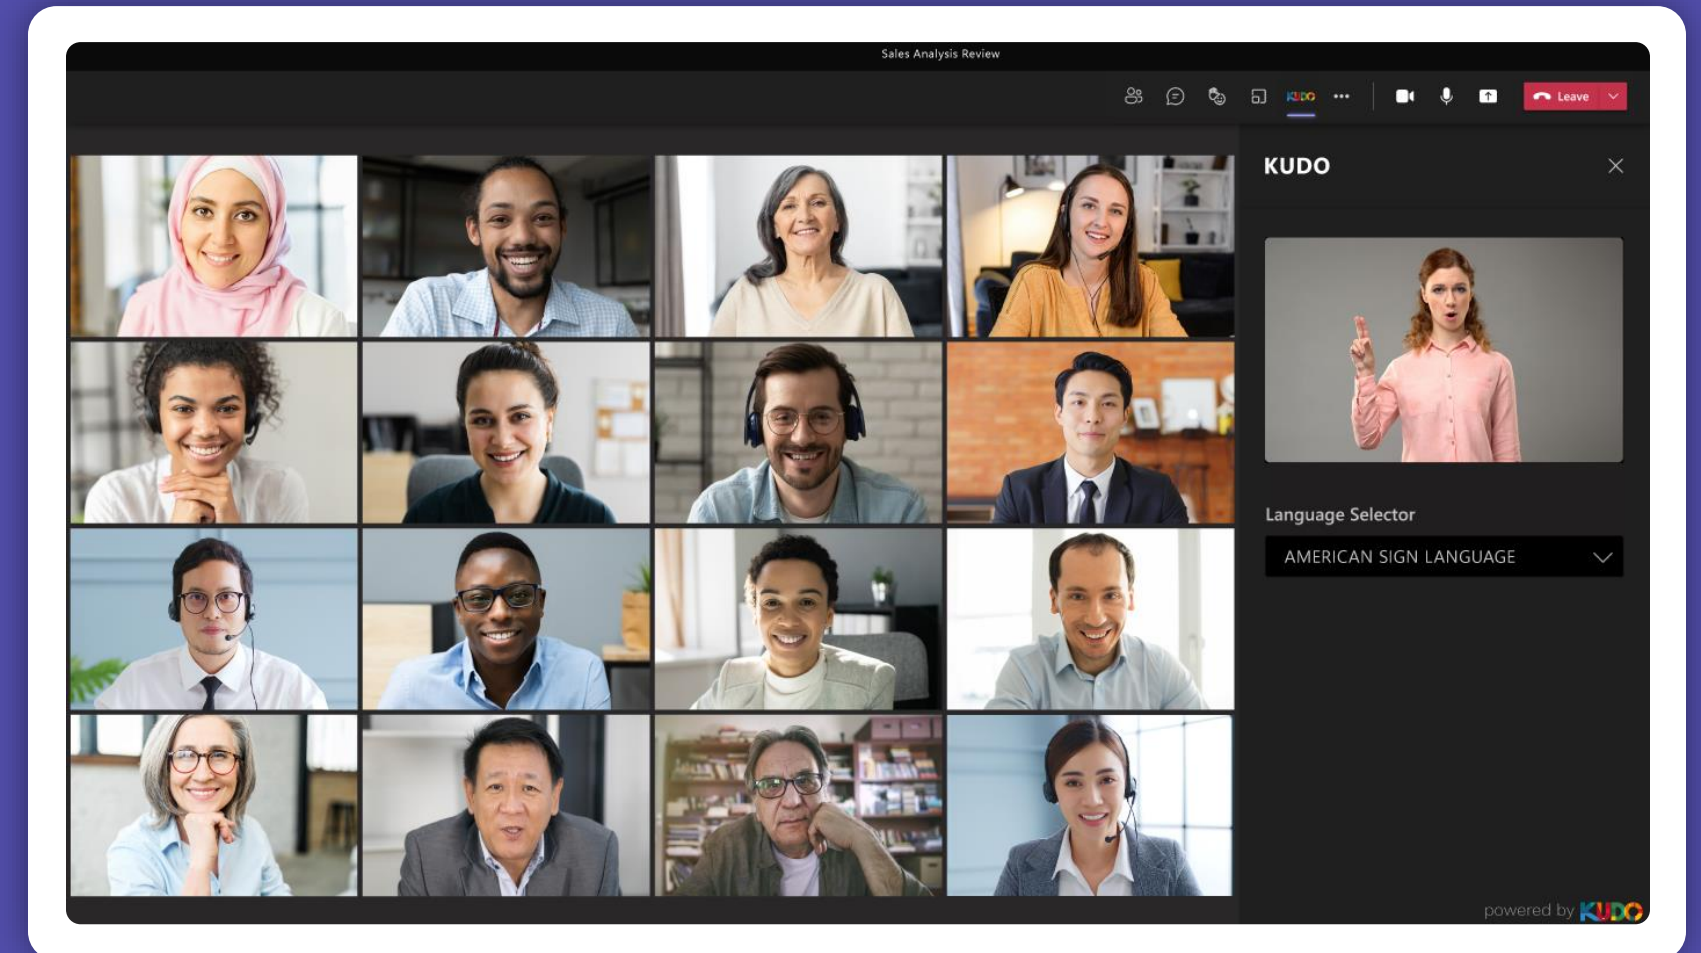 Sales Analysis Review
KUDO
Leave
KUDO
Language Selector
AMERICAN SIGN LANGUAGE
powered by KUDO